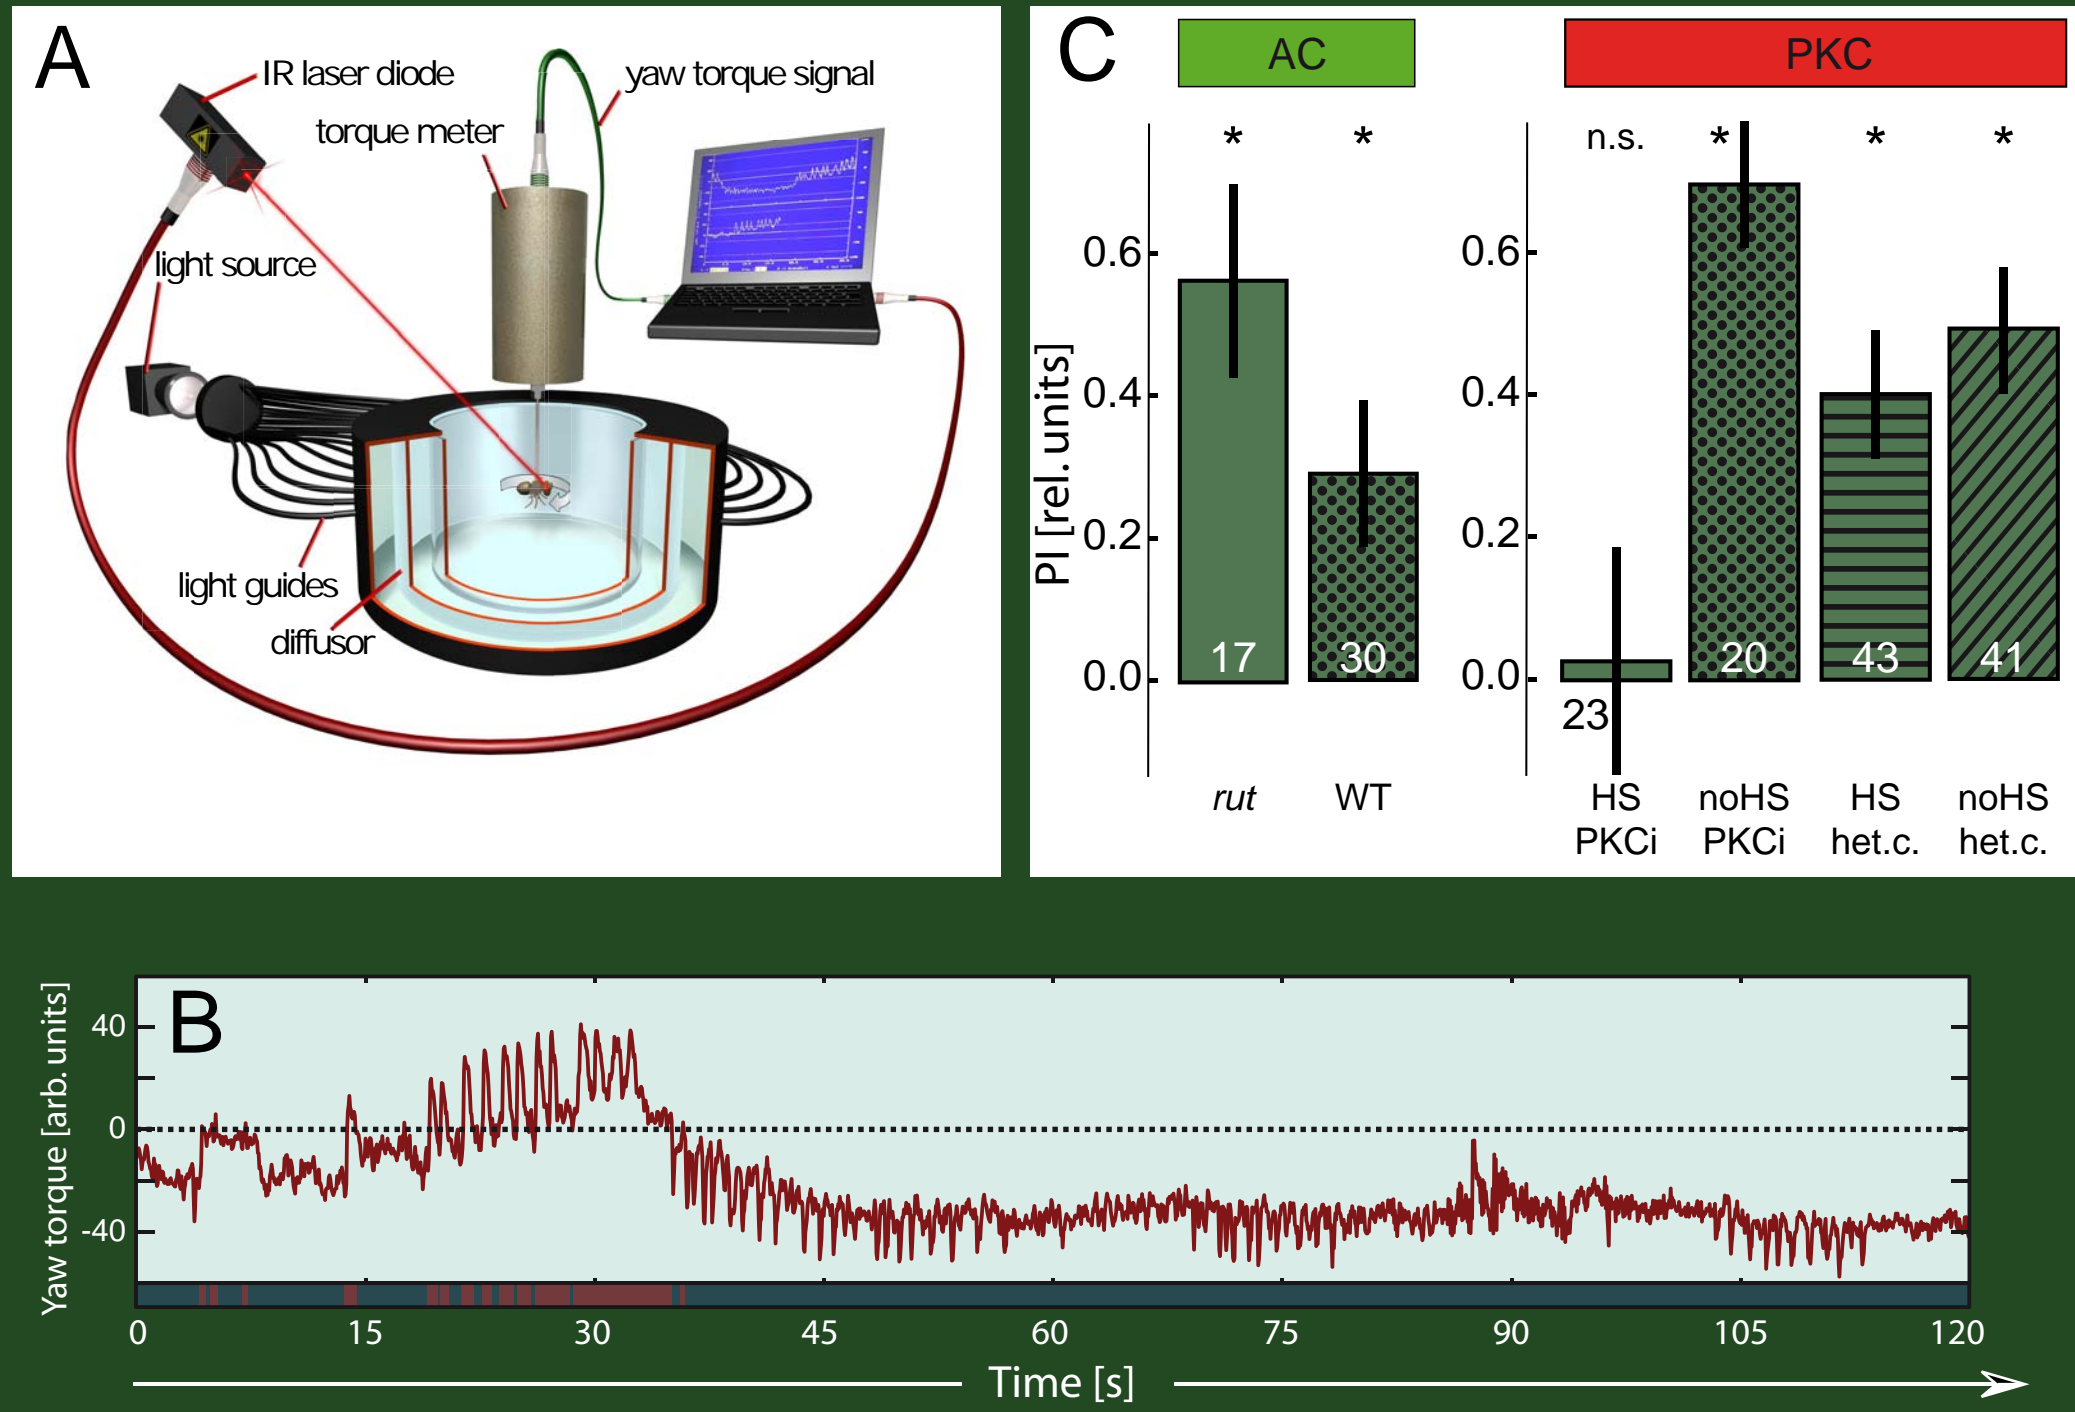 A
IR laser diode
yaw torque signal
torque meter
light source
light guides
diffusor
C
AC
PKC
* *
n.s. * * *
PI [rel. units]
0.6
0.4
0.2
0.0
17 30
rut WT
0.6
0.4
0.2
0.0
23 20 43 41
HS noHS HS noHS
PKCi PKCi het.c. het.c.
B
Yaw torque [arb. units]
40
0
-40
0 15 30 45 60 75 90 105 120
Time [s]